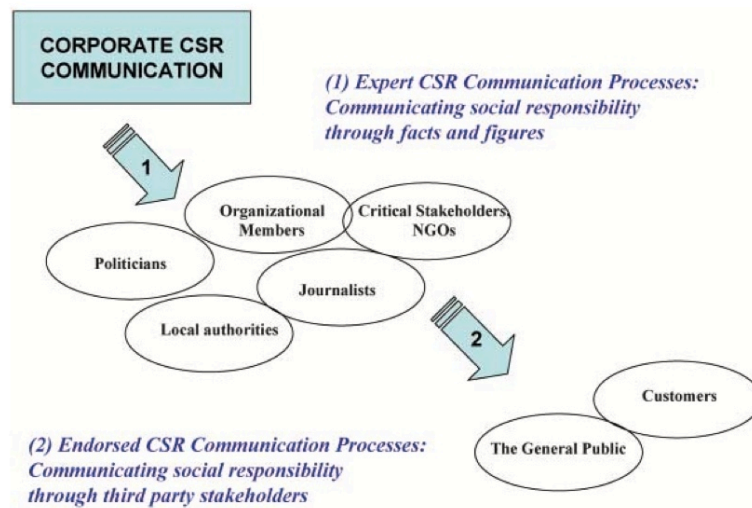 CORPORATE CSR
COMMUNICATION
(1) Expert CSR Communication Processes:
Communicating social responsibility
through facts and figures
1
Organizational
Members
Critical Stakeholders,
NGOs
Politicians
Journalists
Local authorities
2
Customers
The General Public
(2) Endorsed CSR Communication Processes:
Communicating social responsibility
through third party stakeholders